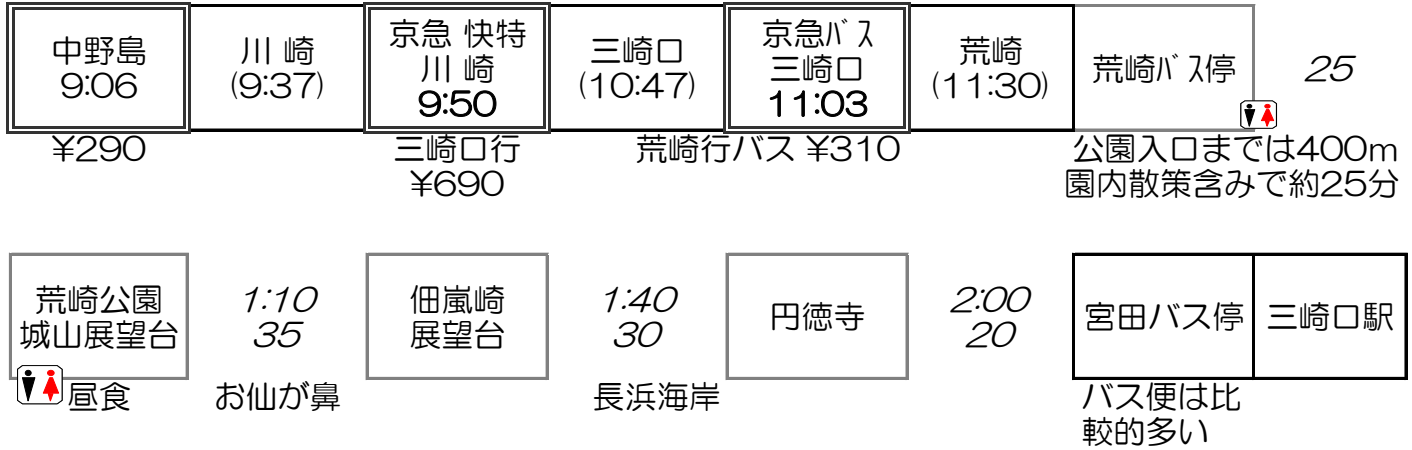 中野島
9:06
川 崎
(9:37)
京急 快特
川 崎
9:50
三崎口
(10:47)
京急バス
三崎口
11:03
荒崎
(11:30)
荒崎バス停
25
¥290
三崎口行
¥690
荒崎行バス ¥310
公園入口までは400m
園内散策含みで約25分
荒崎公園
城山展望台
1:10
35
佃嵐崎
展望台
1:40
30
円徳寺
2:00
20
宮田バス停
三崎口駅
昼食
お仙が鼻
長浜海岸
バス便は比
較的多い